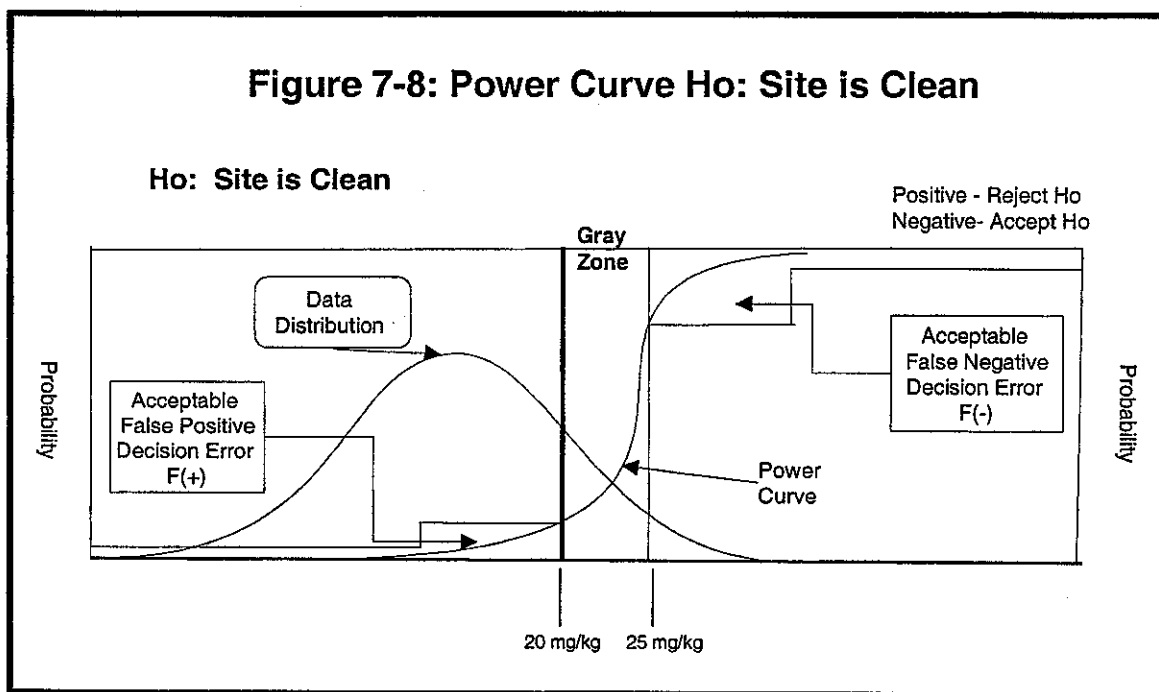 Figure 7-8: Power Curve Ho: Site is Clean
Ho: Site is Clean
Positive - Reject Ho
Negative- Accept Ho
Gray
Zone
Data
Distribution
Acceptable
False Positive
Decision Error
F(+)
Acceptable
False Negative
Decision Error
F(-)
Probability
Probability
Power
Curve
20 mg/kg
25 mg/kg